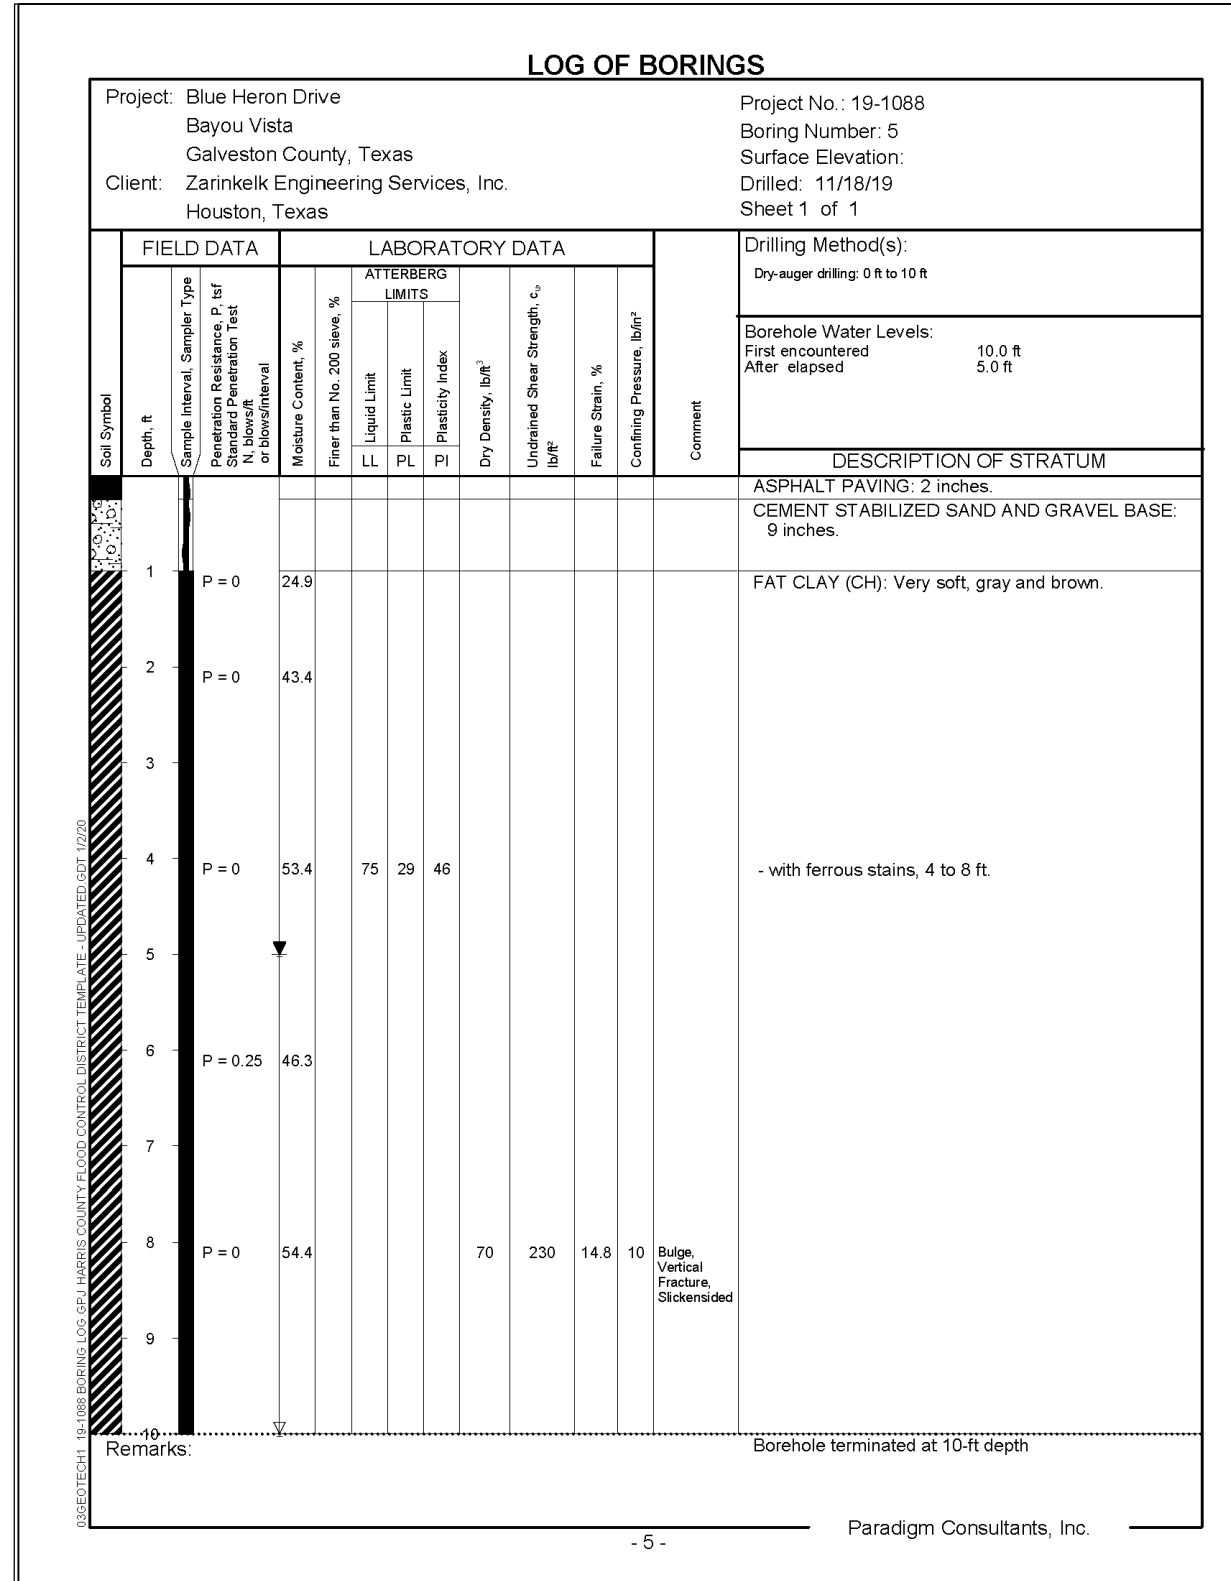 LOG OF BORINGS
Project: Blue Heron Drive
Bayou Vista
Galveston County, Texas
Client: Zarinkelk Engineering Services, Inc.
Houston, Texas
Project No.: 19-1088
Boring Number: 5
Surface Elevation:
Drilled: 11/18/19
Sheet 1 of 1
FIELD DATA
LABORATORY DATA
Drilling Method(s):
Dry-auger drilling: 0 ft to 10 ft
Borehole Water Levels:
First encountered 10.0 ft
After elapsed 5.0 ft
Soil Symbol
Depth, ft
Sample Interval, Sampler Type
Penetration Resistance, P, tsf
Standard Penetration Test
N, blows/ft
or blows/interval
Moisture Content, %
Finer than No. 200 sieve, %
ATTERBERG
LIMITS
Liquid Limit
Plastic Limit
Plasticity Index
LL PL PI
Dry Density, lb/ft³
Undrained Shear Strength, cᵤ,
lb/ft²
Failure Strain, %
Confining Pressure, lb/in²
Comment
DESCRIPTION OF STRATUM
ASPHALT PAVING: 2 inches.
CEMENT STABILIZED SAND AND GRAVEL BASE:
9 inches.
1
P = 0 24.9 FAT CLAY (CH): Very soft, gray and brown.
2
P = 0 43.4
3
4
P = 0 53.4 75 29 46 - with ferrous stains, 4 to 8 ft.
5
6
P = 0.25 46.3
7
8
P = 0 54.4 70 230 14.8 10 Bulge,
Vertical
Fracture,
Slickensided
9
10
Remarks:
Borehole terminated at 10-ft depth
03GEOTECH1 19-1088 BORING LOG.GPJ HARRIS COUNTY FLOOD CONTROL DISTRICT TEMPLATE - UPDATED.GDT 1/2/20
Paradigm Consultants, Inc.
- 5 -